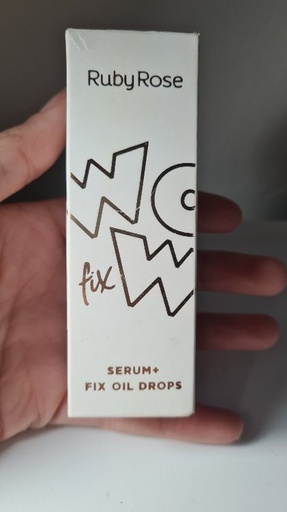 RubyRose
WOW
fix
SERUM+
FIX OIL DROPS